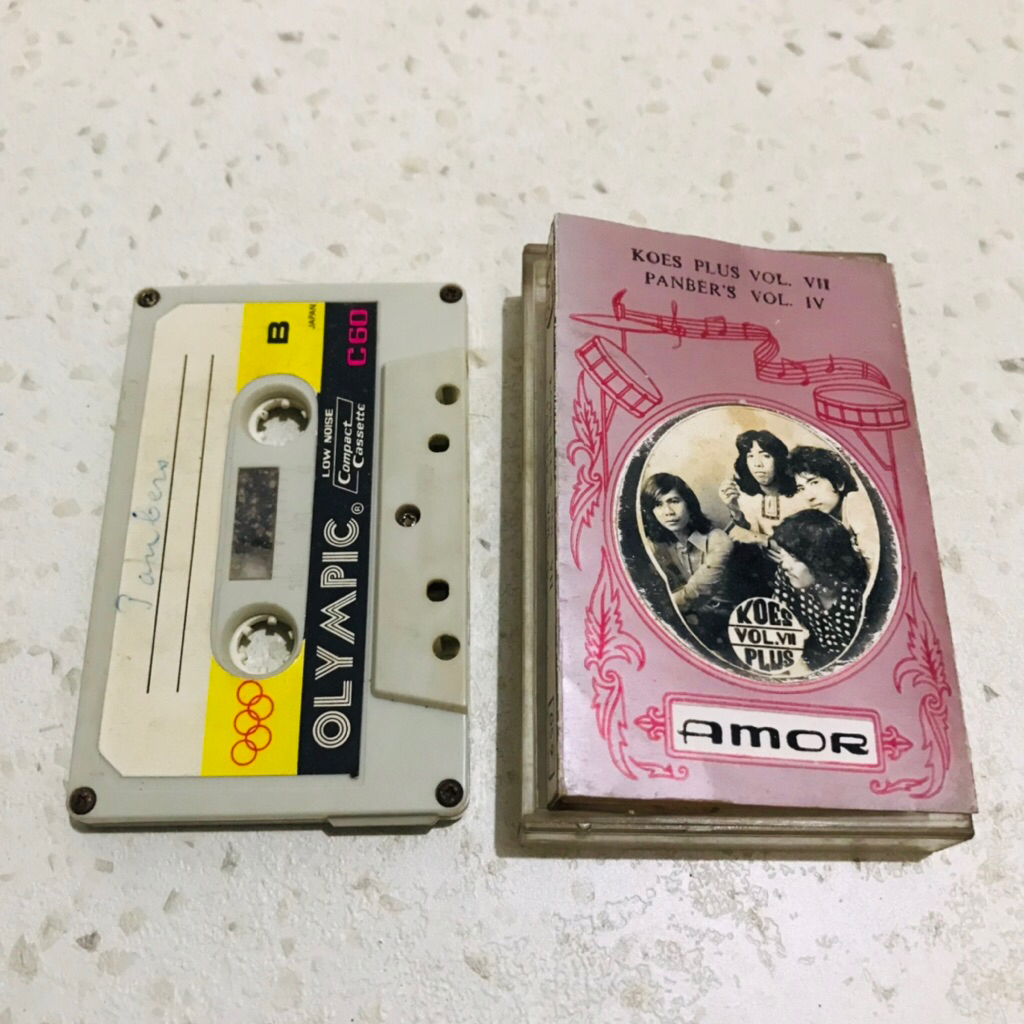 Panbers
B
JAPAN
C60
LOW NOISE
Compact
Cassette
OLYMPIC ®
KOES PLUS VOL. VII
PANBER'S VOL. IV
KOES
VOL.VII
PLUS
AMOR